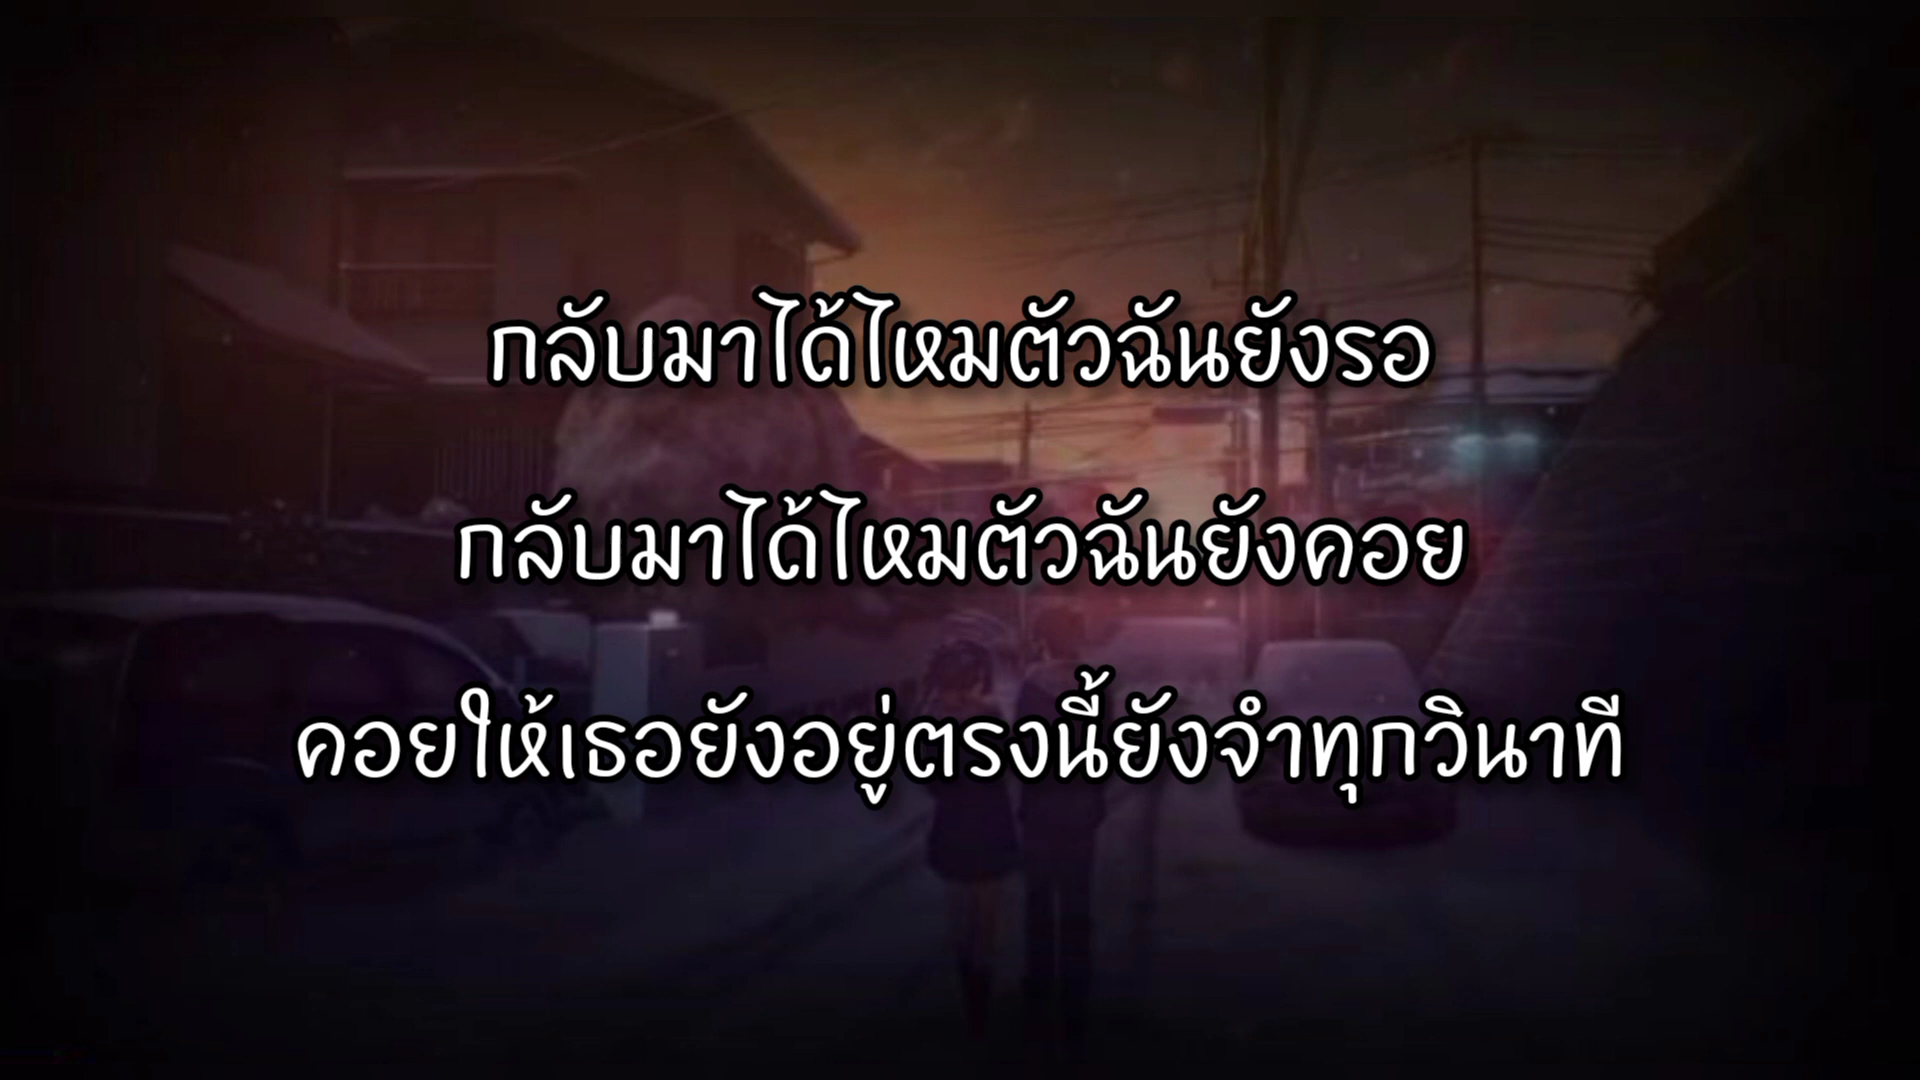 กลับมาได้ไหมตัวฉันยังรอ
กลับมาได้ไหมตัวฉันยังคอย
คอยให้เธอยังอยู่ตรงนี้ยังจำทุกวินาที